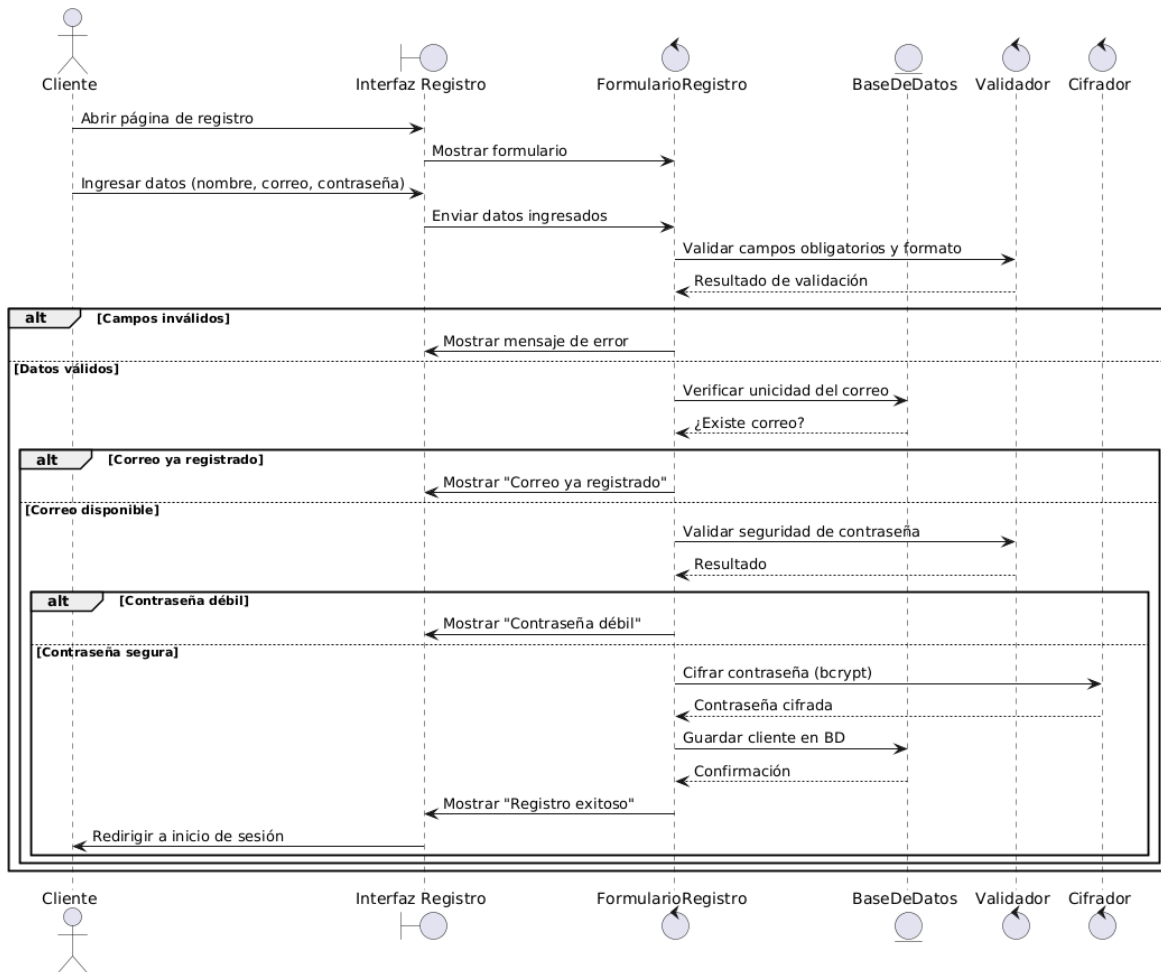 Cliente
Interfaz Registro
FormularioRegistro
BaseDeDatos
Validador
Cifrador
Abrir página de registro
Mostrar formulario
Ingresar datos (nombre, correo, contraseña)
Enviar datos ingresados
Validar campos obligatorios y formato
Resultado de validación
alt [Campos inválidos]
Mostrar mensaje de error
[Datos válidos]
Verificar unicidad del correo
¿Existe correo?
alt [Correo ya registrado]
Mostrar "Correo ya registrado"
[Correo disponible]
Validar seguridad de contraseña
Resultado
alt [Contraseña débil]
Mostrar "Contraseña débil"
[Contraseña segura]
Cifrar contraseña (bcrypt)
Contraseña cifrada
Guardar cliente en BD
Confirmación
Mostrar "Registro exitoso"
Redirigir a inicio de sesión
Cliente
Interfaz Registro
FormularioRegistro
BaseDeDatos
Validador
Cifrador